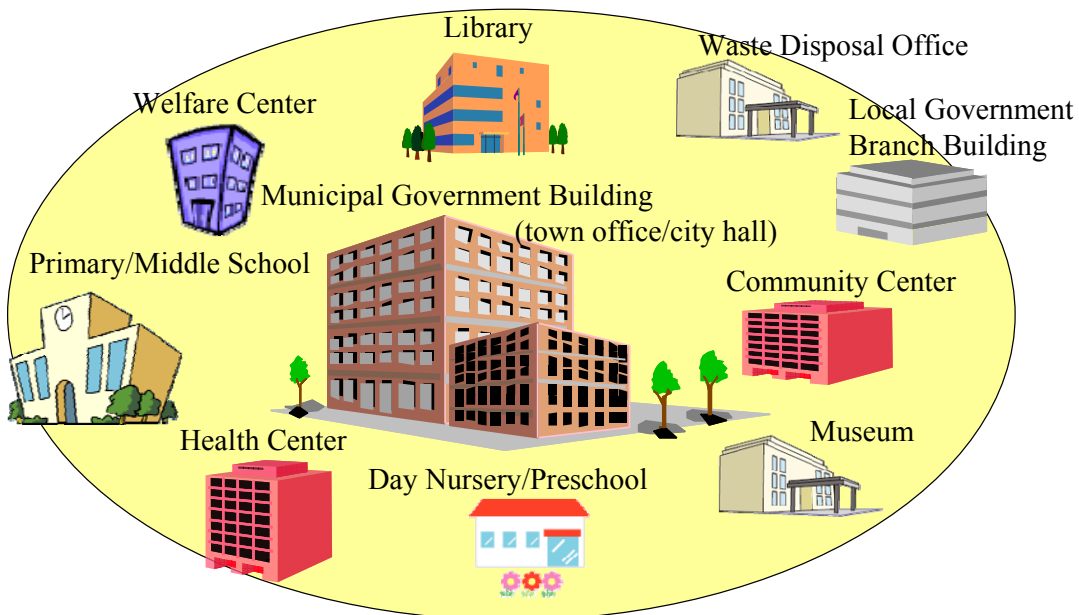 Library
Waste Disposal Office
Welfare Center
Local Government
Branch Building
Municipal Government Building
(town office/city hall)
Primary/Middle School
Community Center
Health Center
Museum
Day Nursery/Preschool